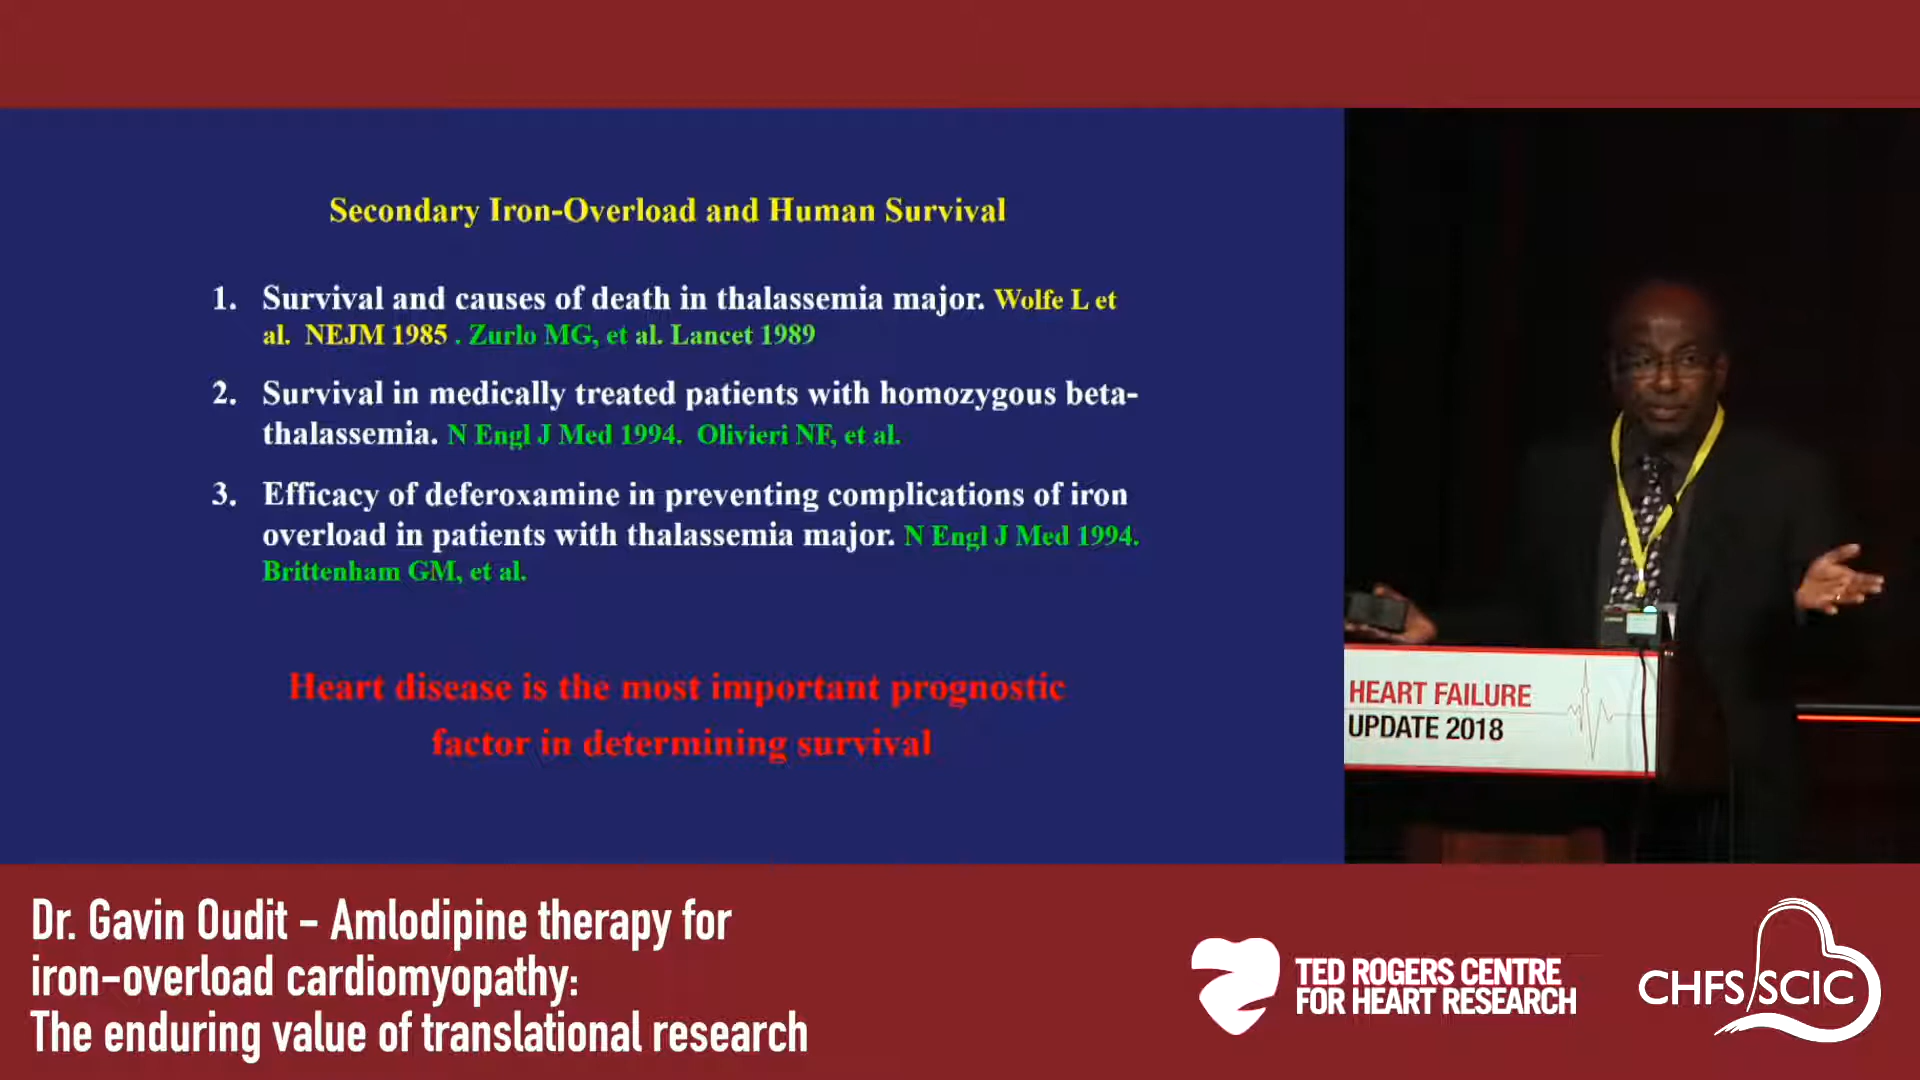 Secondary Iron-Overload and Human Survival
1. Survival and causes of death in thalassemia major. Wolfe L et
al. NEJM 1985 . Zurlo MG, et al. Lancet 1989
2. Survival in medically treated patients with homozygous beta-
thalassemia. N Engl J Med 1994. Olivieri NF, et al.
3. Efficacy of deferoxamine in preventing complications of iron
overload in patients with thalassemia major. N Engl J Med 1994.
Brittenham GM, et al.
Heart disease is the most important prognostic
factor in determining survival
HEART FAILURE
UPDATE 2018
Dr. Gavin Oudit - Amlodipine therapy for
iron-overload cardiomyopathy:
The enduring value of translational research
TED ROGERS CENTRE
FOR HEART RESEARCH
CHFS/SCIC